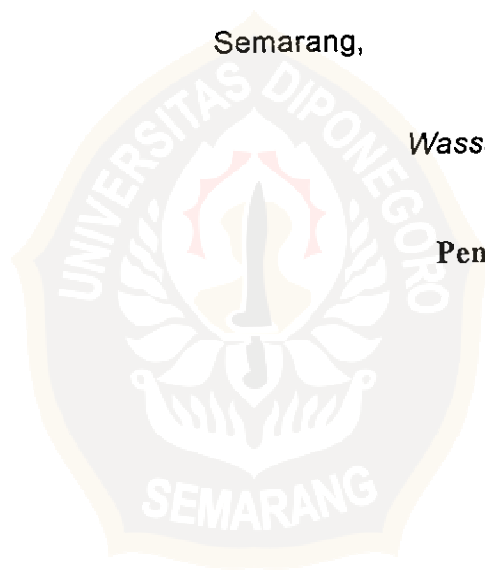 Semarang,
Wass
Pen
UNIVERSITAS DIPONEGORO
SEMARANG